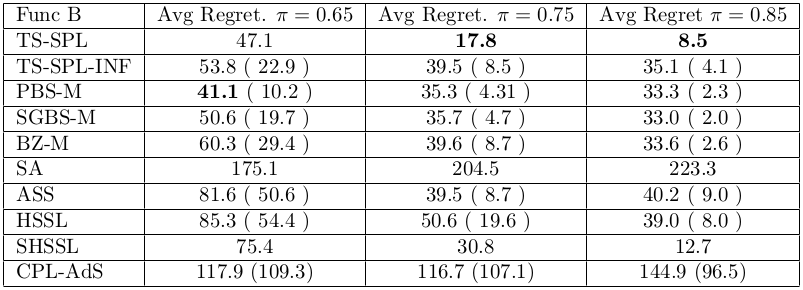 Func B Avg Regret. π = 0.65 Avg Regret. π = 0.75 Avg Regret π = 0.85
TS-SPL 47.1 17.8 8.5
TS-SPL-INF 53.8 ( 22.9 ) 39.5 ( 8.5 ) 35.1 ( 4.1 )
PBS-M 41.1 ( 10.2 ) 35.3 ( 4.31 ) 33.3 ( 2.3 )
SGBS-M 50.6 ( 19.7 ) 35.7 ( 4.7 ) 33.0 ( 2.0 )
BZ-M 60.3 ( 29.4 ) 39.6 ( 8.7 ) 33.6 ( 2.6 )
SA 175.1 204.5 223.3
ASS 81.6 ( 50.6 ) 39.5 ( 8.7 ) 40.2 ( 9.0 )
HSSL 85.3 ( 54.4 ) 50.6 ( 19.6 ) 39.0 ( 8.0 )
SHSSL 75.4 30.8 12.7
CPL-AdS 117.9 (109.3) 116.7 (107.1) 144.9 (96.5)